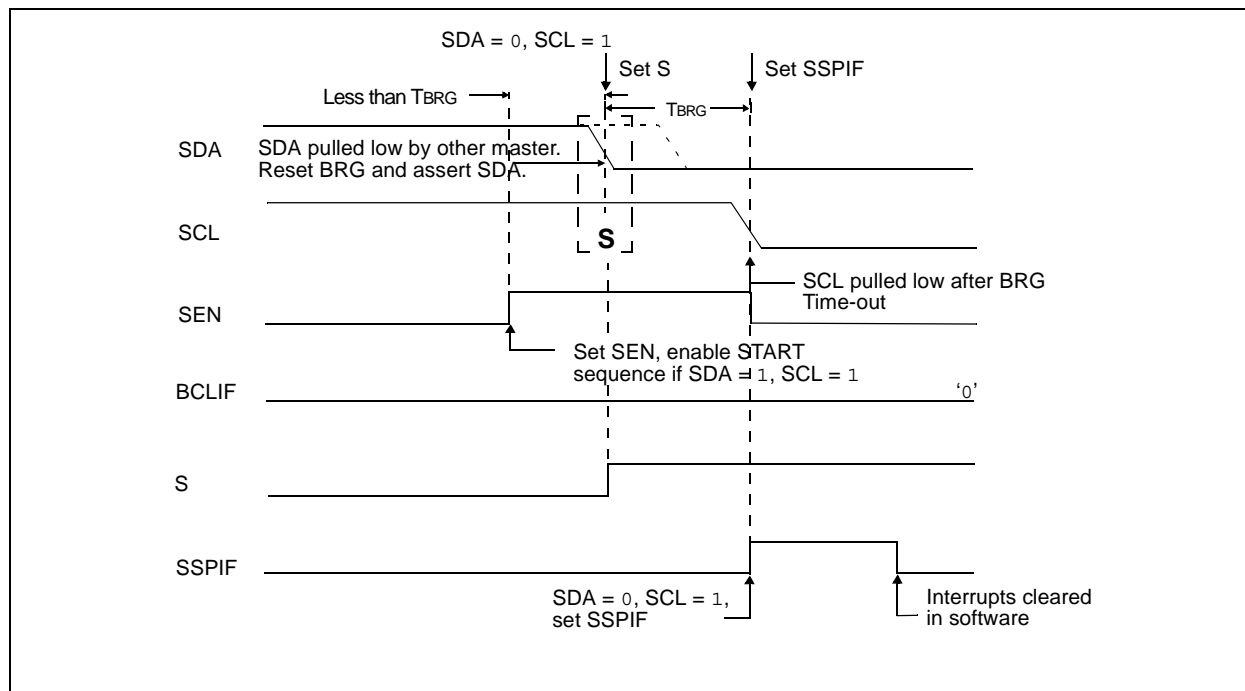 SDA = 0, SCL = 1
Set S
Set SSPIF
Less than TBRG
TBRG
SDA
SDA pulled low by other master.
Reset BRG and assert SDA.
SCL
S
SCL pulled low after BRG
Time-out
SEN
Set SEN, enable START
sequence if SDA = 1, SCL = 1
BCLIF
‘0’
S
SSPIF
SDA = 0, SCL = 1,
set SSPIF
Interrupts cleared
in software